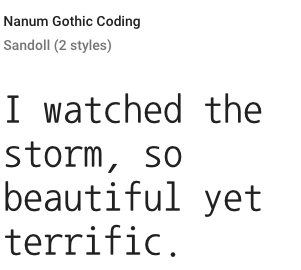 Nanum Gothic Coding
Sandoll (2 styles)
I watched the
storm, so
beautiful yet
terrific.